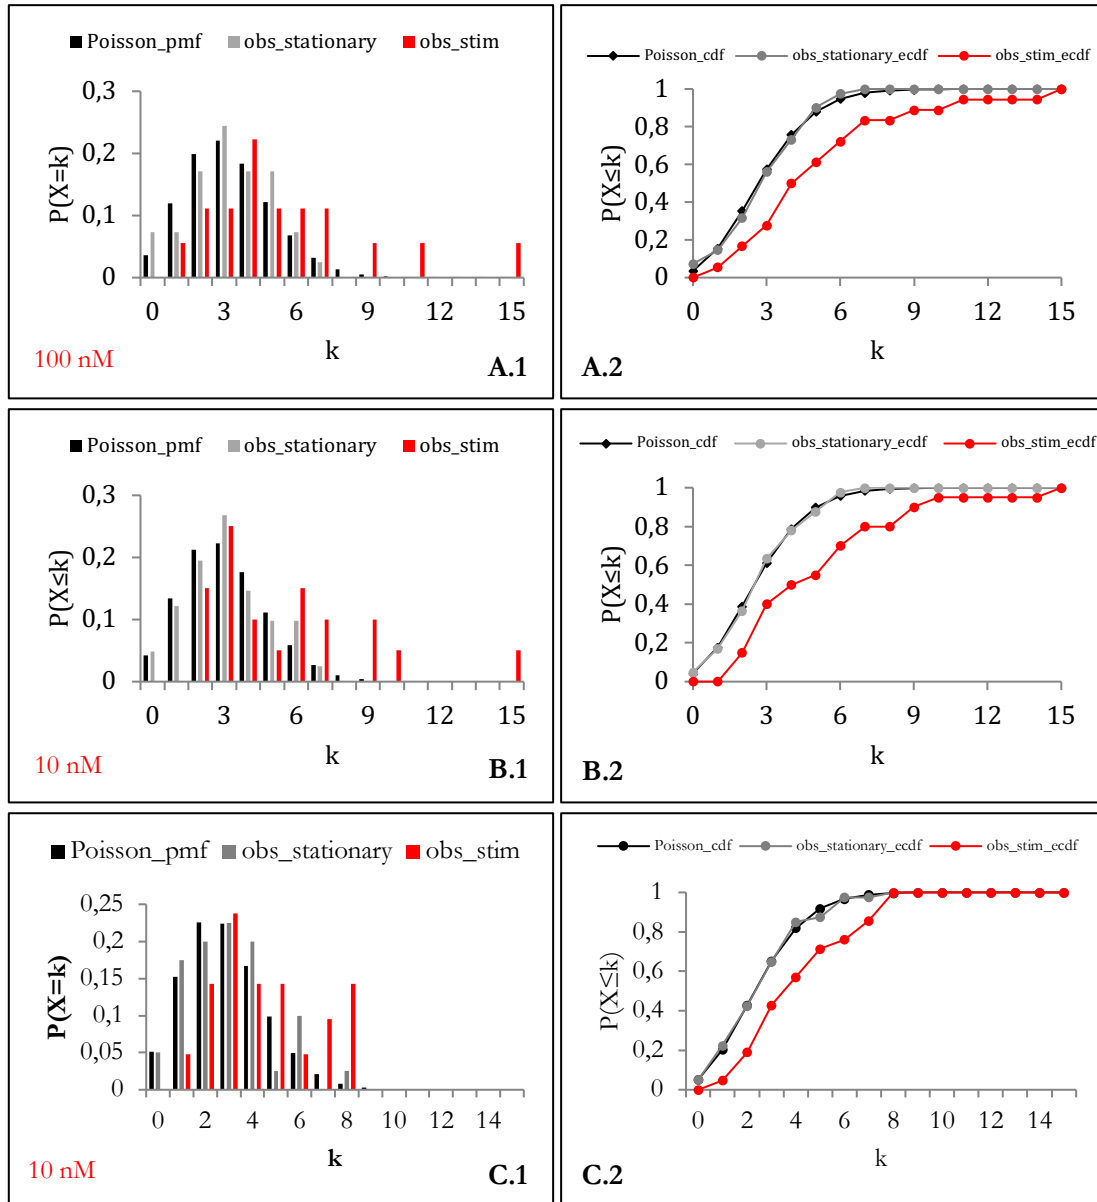 Poisson_pmf obs_stationary obs_stim
0,3
0,2
0,1
0
P(X=k)
0 3 6 9 12 15
k
100 nM
A.1
Poisson_cdf obs_stationary_ecdf obs_stim_ecdf
1
0,8
0,6
0,4
0,2
0
P(X≤k)
0 3 6 9 12 15
k
A.2
Poisson_pmf obs_stationary obs_stim
0,3
0,2
0,1
0
P(X≤k)
0 3 6 9 12 15
k
10 nM
B.1
Poisson_cdf obs_stationary_ecdf obs_stim_ecdf
1
0,8
0,6
0,4
0,2
0
P(X≤k)
0 3 6 9 12 15
k
B.2
Poisson_pmf obs_stationary obs_stim
0,25
0,2
0,15
0,1
0,05
0
P(X=k)
0 2 4 6 8 10 12 14
k
10 nM
C.1
Poisson_cdf obs_stationary_ecdf obs_stim_ecdf
1
0,8
0,6
0,4
0,2
0
P(X≤k)
0 2 4 6 8 10 12 14
k
C.2